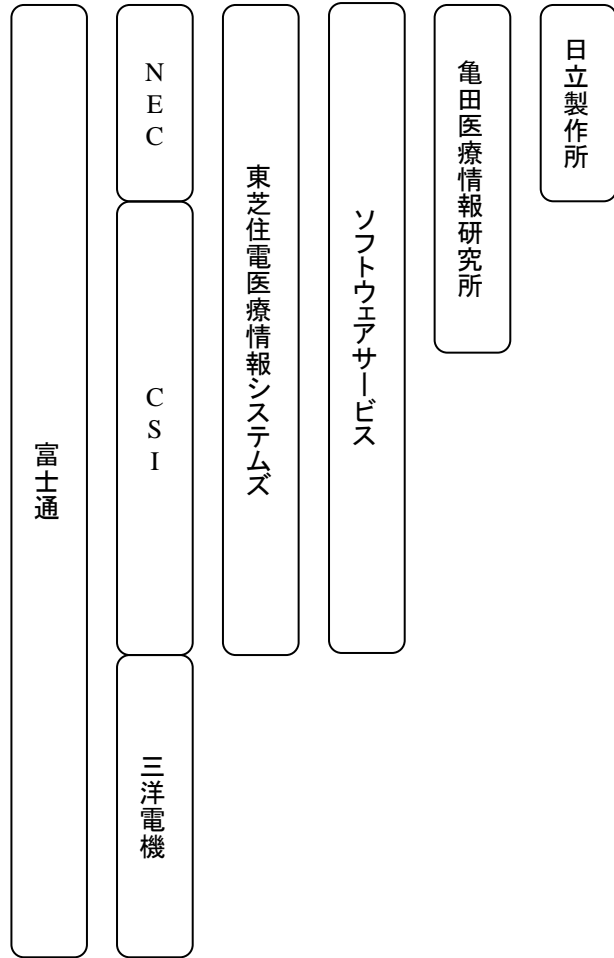 富士通
NEC
CSI
三洋電機
東芝住電医療情報システムズ
ソフトウェアサービス
亀田医療情報研究所
日立製作所